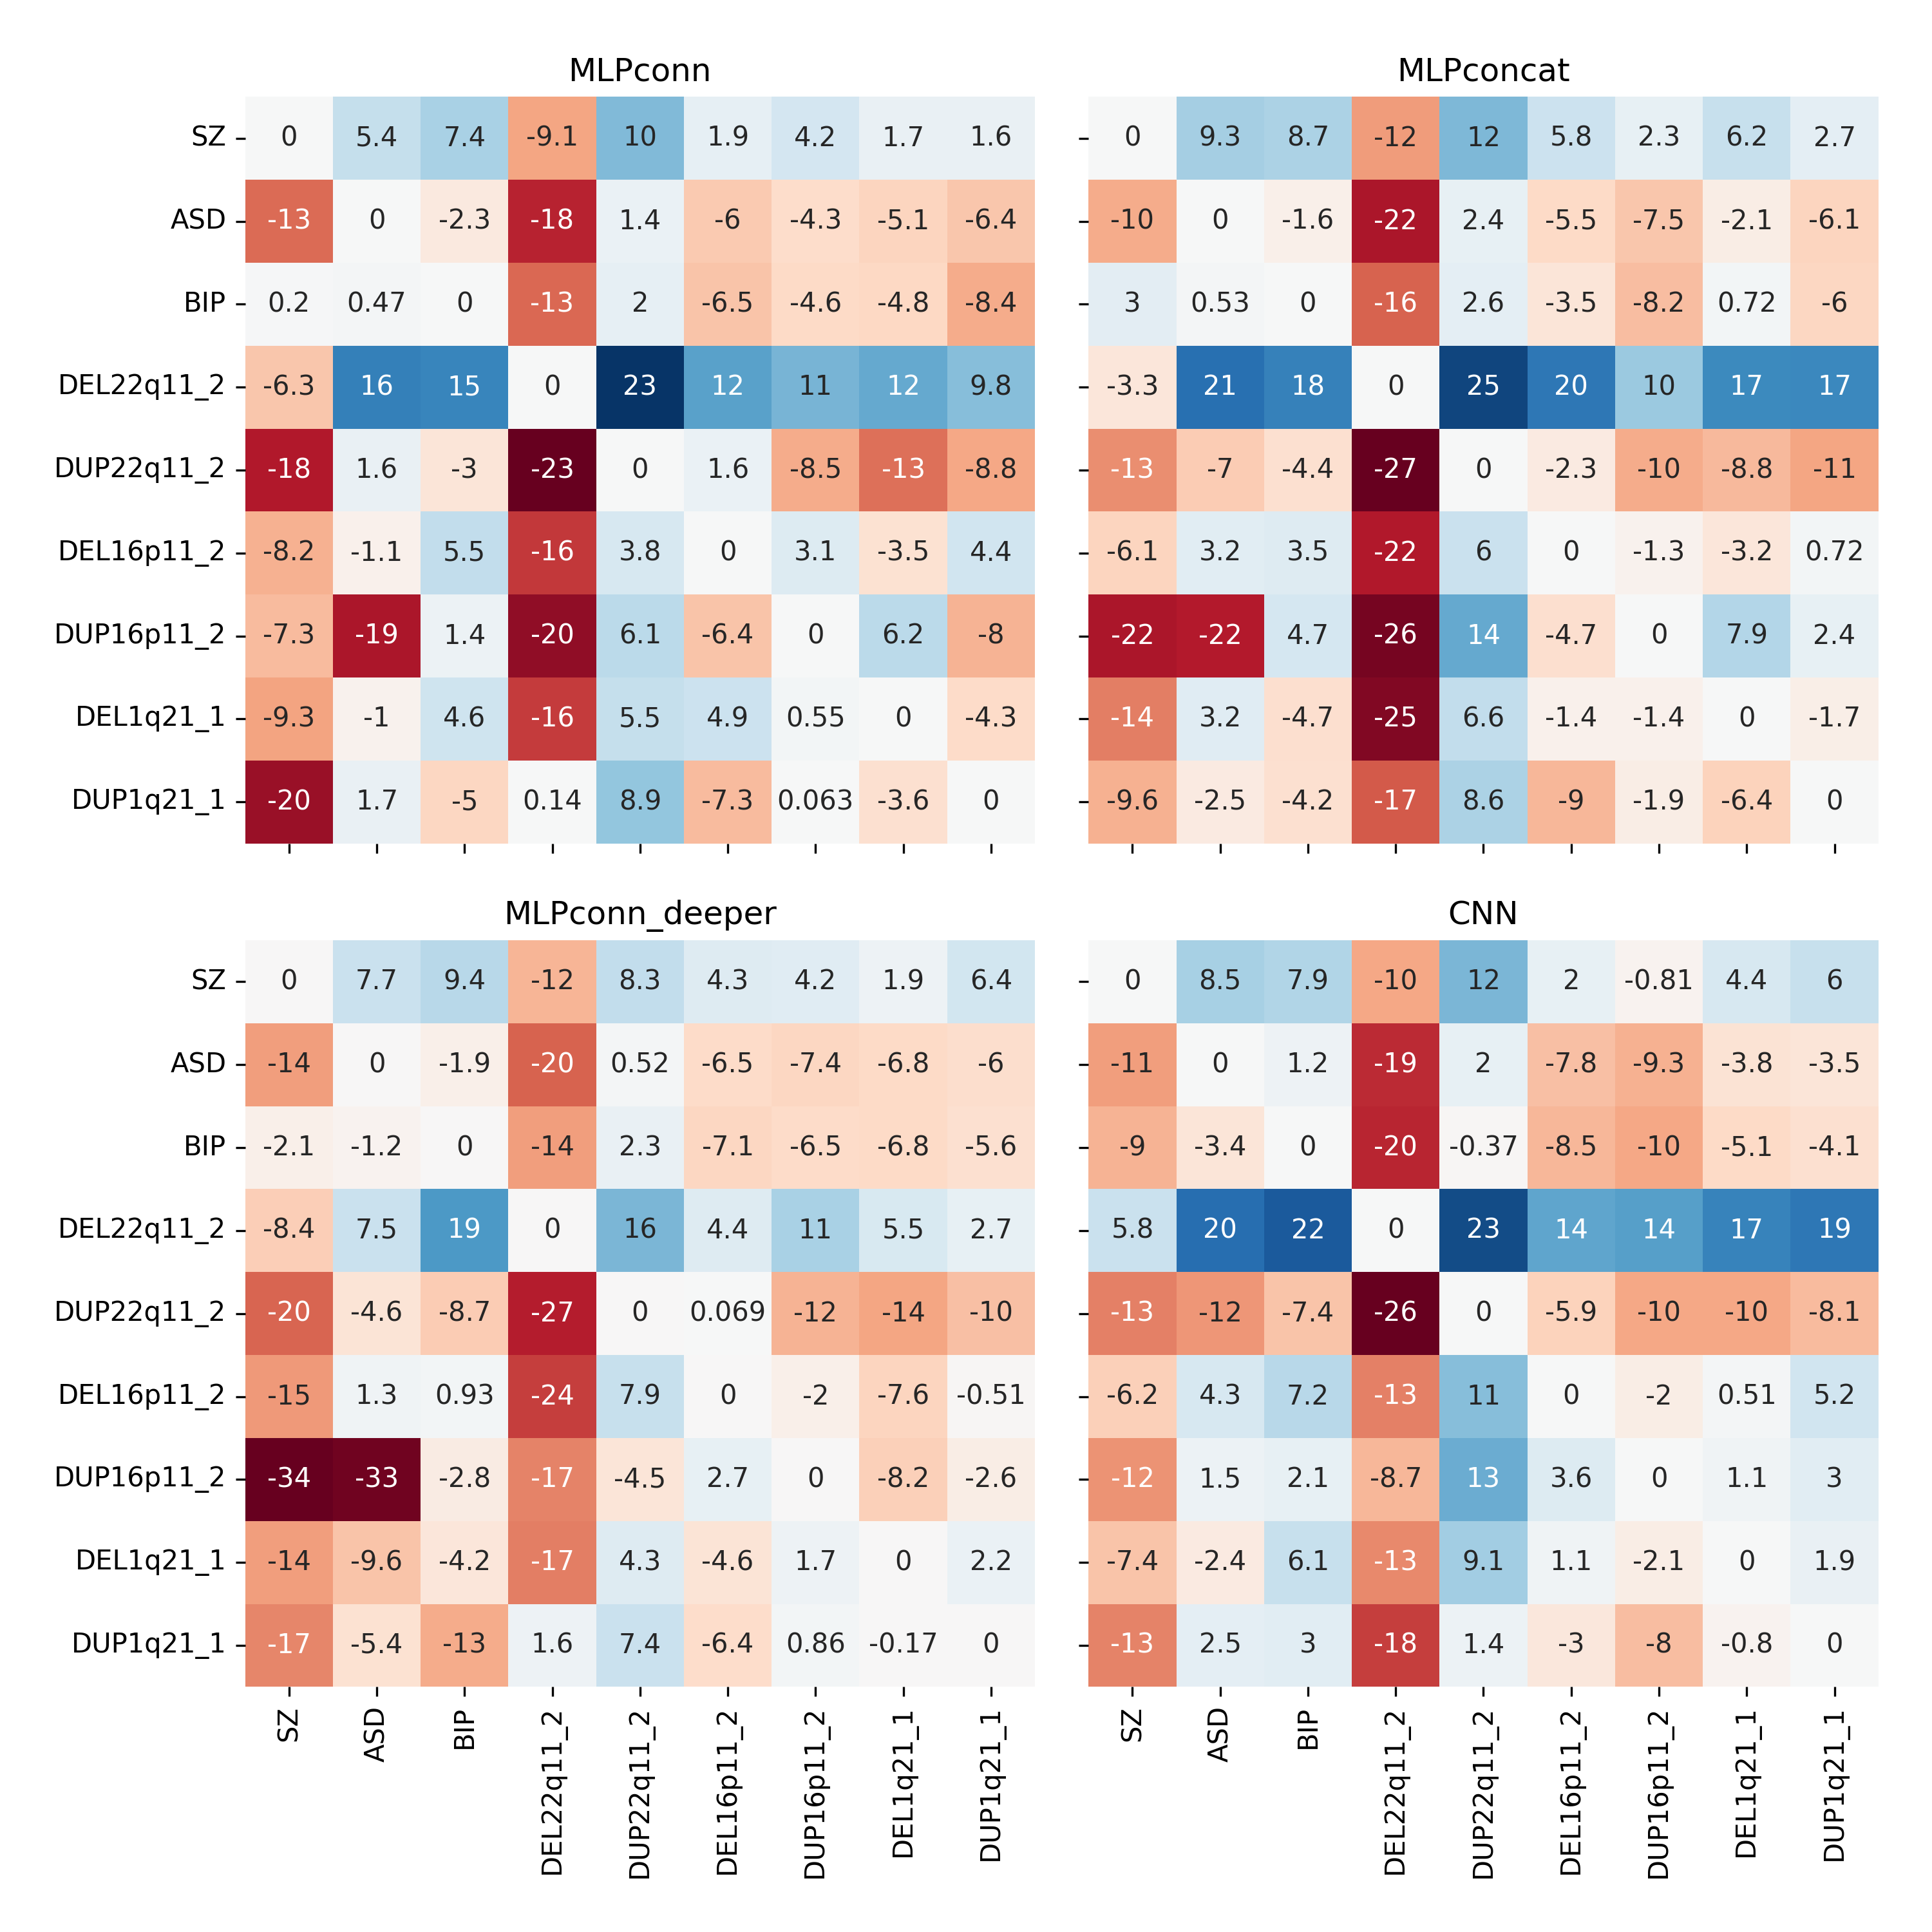 MLPconn
MLPconcat
SZ 0 5.4 7.4 -9.1 10 1.9 4.2 1.7 1.6 0 9.3 8.7 -12 12 5.8 2.3 6.2 2.7
ASD -13 0 -2.3 -18 1.4 -6 -4.3 -5.1 -6.4 -10 0 -1.6 -22 2.4 -5.5 -7.5 -2.1 -6.1
BIP 0.2 0.47 0 -13 2 -6.5 -4.6 -4.8 -8.4 3 0.53 0 -16 2.6 -3.5 -8.2 0.72 -6
DEL22q11_2 -6.3 16 15 0 23 12 11 12 9.8 -3.3 21 18 0 25 20 10 17 17
DUP22q11_2 -18 1.6 -3 -23 0 1.6 -8.5 -13 -8.8 -13 -7 -4.4 -27 0 -2.3 -10 -8.8 -11
DEL16p11_2 -8.2 -1.1 5.5 -16 3.8 0 3.1 -3.5 4.4 -6.1 3.2 3.5 -22 6 0 -1.3 -3.2 0.72
DUP16p11_2 -7.3 -19 1.4 -20 6.1 -6.4 0 6.2 -8 -22 -22 4.7 -26 14 -4.7 0 7.9 2.4
DEL1q21_1 -9.3 -1 4.6 -16 5.5 4.9 0.55 0 -4.3 -14 3.2 -4.7 -25 6.6 -1.4 -1.4 0 -1.7
DUP1q21_1 -20 1.7 -5 0.14 8.9 -7.3 0.063 -3.6 0 -9.6 -2.5 -4.2 -17 8.6 -9 -1.9 -6.4 0
MLPconn_deeper
CNN
SZ 0 7.7 9.4 -12 8.3 4.3 4.2 1.9 6.4 0 8.5 7.9 -10 12 2 -0.81 4.4 6
ASD -14 0 -1.9 -20 0.52 -6.5 -7.4 -6.8 -6 -11 0 1.2 -19 2 -7.8 -9.3 -3.8 -3.5
BIP -2.1 -1.2 0 -14 2.3 -7.1 -6.5 -6.8 -5.6 -9 -3.4 0 -20 -0.37 -8.5 -10 -5.1 -4.1
DEL22q11_2 -8.4 7.5 19 0 16 4.4 11 5.5 2.7 5.8 20 22 0 23 14 14 17 19
DUP22q11_2 -20 -4.6 -8.7 -27 0 0.069 -12 -14 -10 -13 -12 -7.4 -26 0 -5.9 -10 -10 -8.1
DEL16p11_2 -15 1.3 0.93 -24 7.9 0 -2 -7.6 -0.51 -6.2 4.3 7.2 -13 11 0 -2 0.51 5.2
DUP16p11_2 -34 -33 -2.8 -17 -4.5 2.7 0 -8.2 -2.6 -12 1.5 2.1 -8.7 13 3.6 0 1.1 3
DEL1q21_1 -14 -9.6 -4.2 -17 4.3 -4.6 1.7 0 2.2 -7.4 -2.4 6.1 -13 9.1 1.1 -2.1 0 1.9
DUP1q21_1 -17 -5.4 -13 1.6 7.4 -6.4 0.86 -0.17 0 -13 2.5 3 -18 1.4 -3 -8 -0.8 0
SZ ASD BIP DEL22q11_2 DUP22q11_2 DEL16p11_2 DUP16p11_2 DEL1q21_1 DUP1q21_1 SZ ASD BIP DEL22q11_2 DUP22q11_2 DEL16p11_2 DUP16p11_2 DEL1q21_1 DUP1q21_1